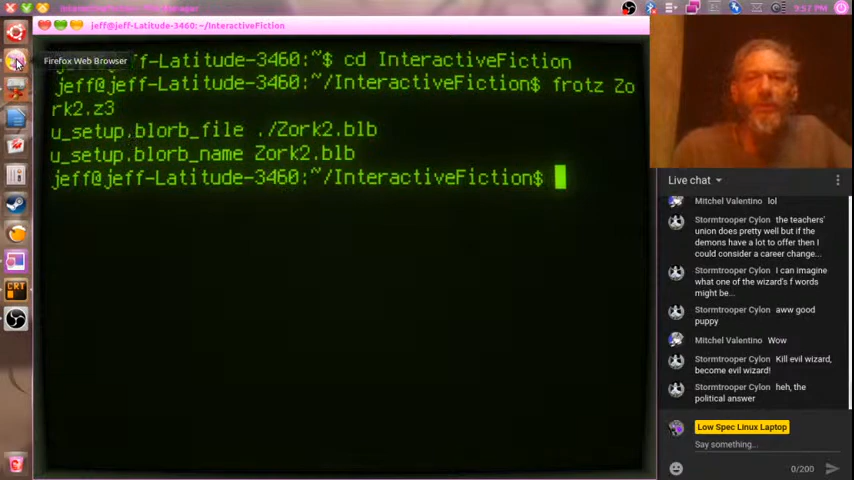 jeff@jeff-Latitude-3460: ~/InteractiveFiction
3:57 PM
Firefox Web Browser
jeff@jeff-Latitude-3460:~$ cd InteractiveFiction
jeff@jeff-Latitude-3460:~/InteractiveFiction$ frotz Zo
rk2.z3
u_setup.blorb_file ./Zork2.blb
u_setup.blorb_name Zork2.blb
jeff@jeff-Latitude-3460:~/InteractiveFiction$
CRT
Live chat
Mitchel Valentino lol
Stormtrooper Cylon the teachers'
union does pretty well but if the
demons have a lot to offer then I
could consider a career change...
Stormtrooper Cylon I can imagine
what one of the wizard's f words
might be...
Stormtrooper Cylon aww good
puppy
Mitchel Valentino Wow
Stormtrooper Cylon Kill evil wizard,
become evil wizard!
Stormtrooper Cylon heh, the
political answer
Low Spec Linux Laptop
Say something...
0/200